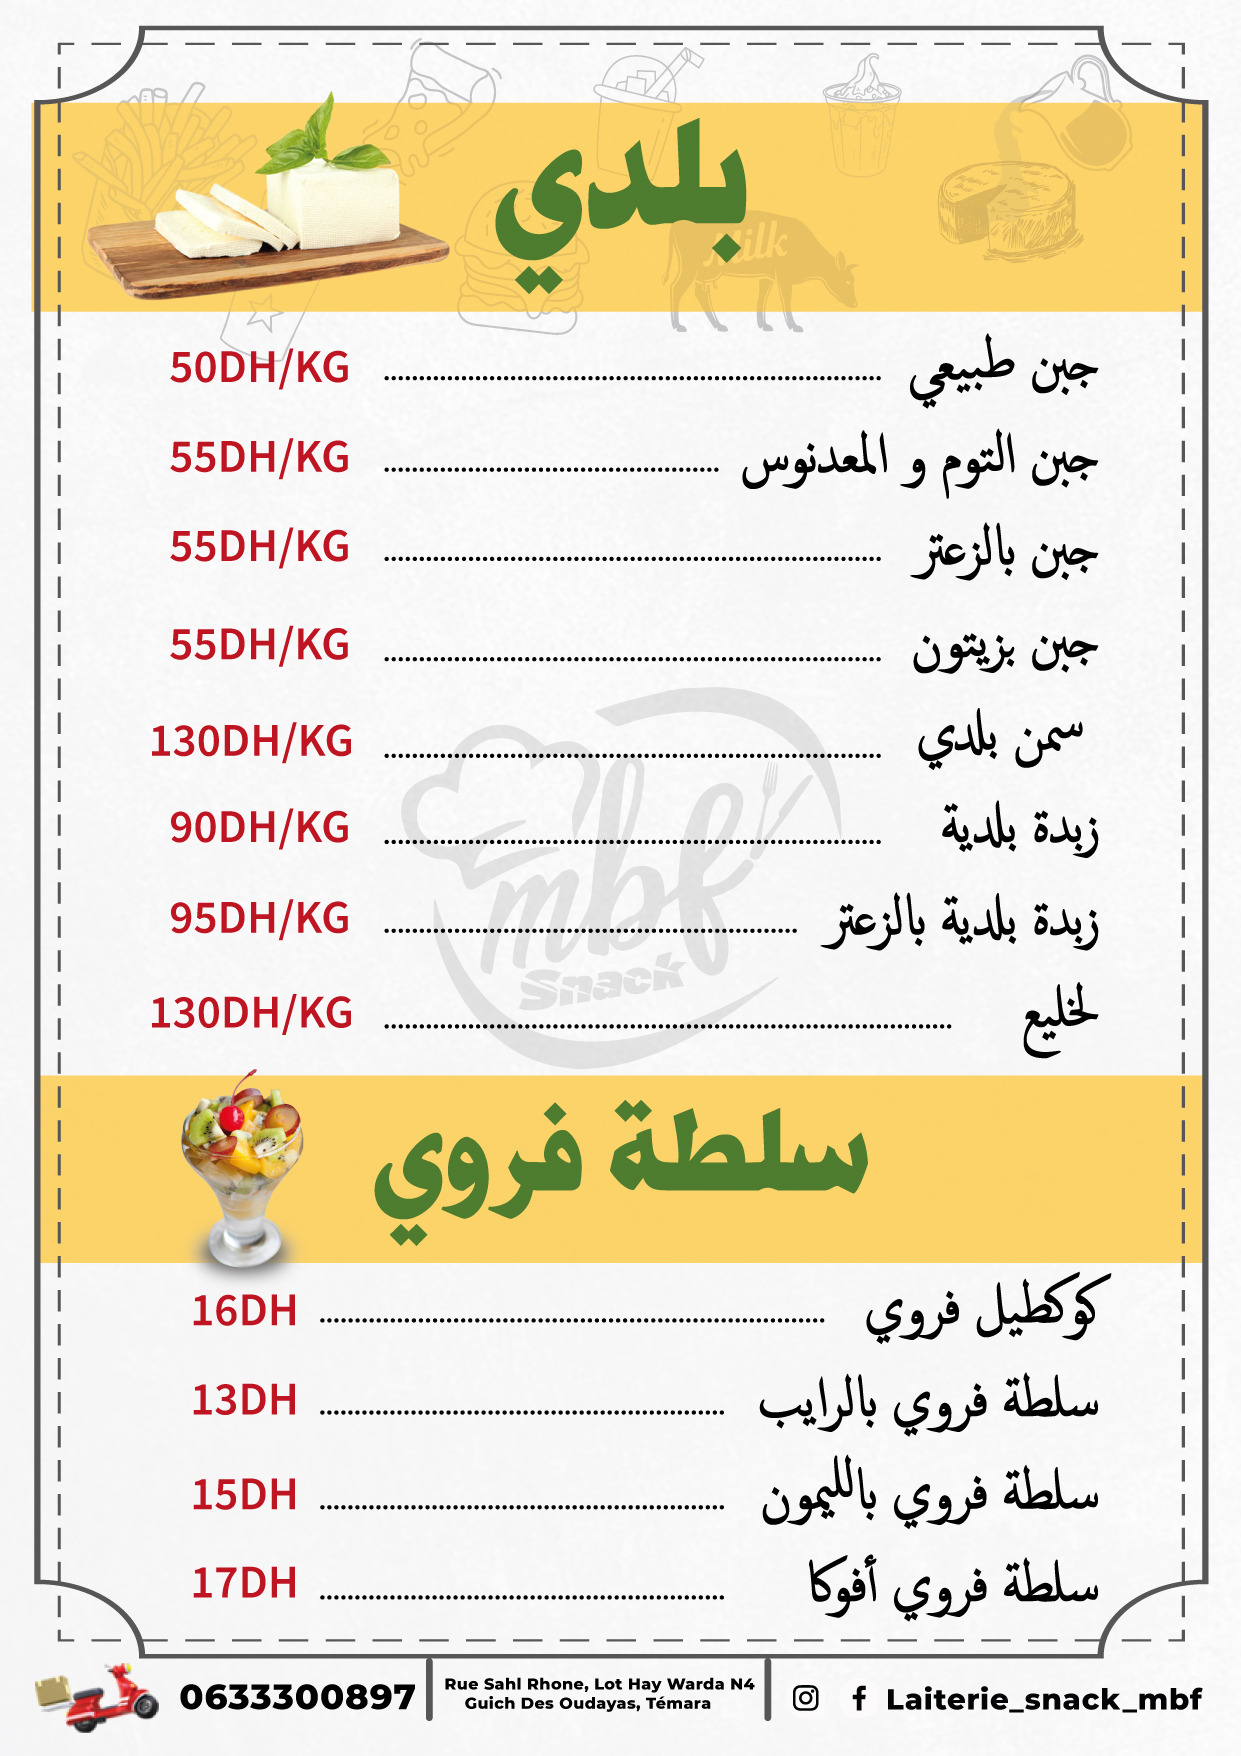 بلدي
Milk
جبن طبيعي ........ 50DH/KG
جبن التوم و المعدنوس ........ 55DH/KG
جبن بالزعتر ........ 55DH/KG
جبن بزيتون ........ 55DH/KG
سمن بلدي ........ 130DH/KG
زبدة بلدية ........ 90DH/KG
زبدة بلدية بالزعتر ........ 95DH/KG
لخليع ........ 130DH/KG
mbf
Snack
سلطة فروي
كوكطيل فروي ........ 16DH
سلطة فروي بالرايب ........ 13DH
سلطة فروي بالليمون ........ 15DH
سلطة فروي أفوكا ........ 17DH
0633300897
Rue Sahl Rhone, Lot Hay Warda N4
Guich Des Oudayas, Témara
Laiterie_snack_mbf